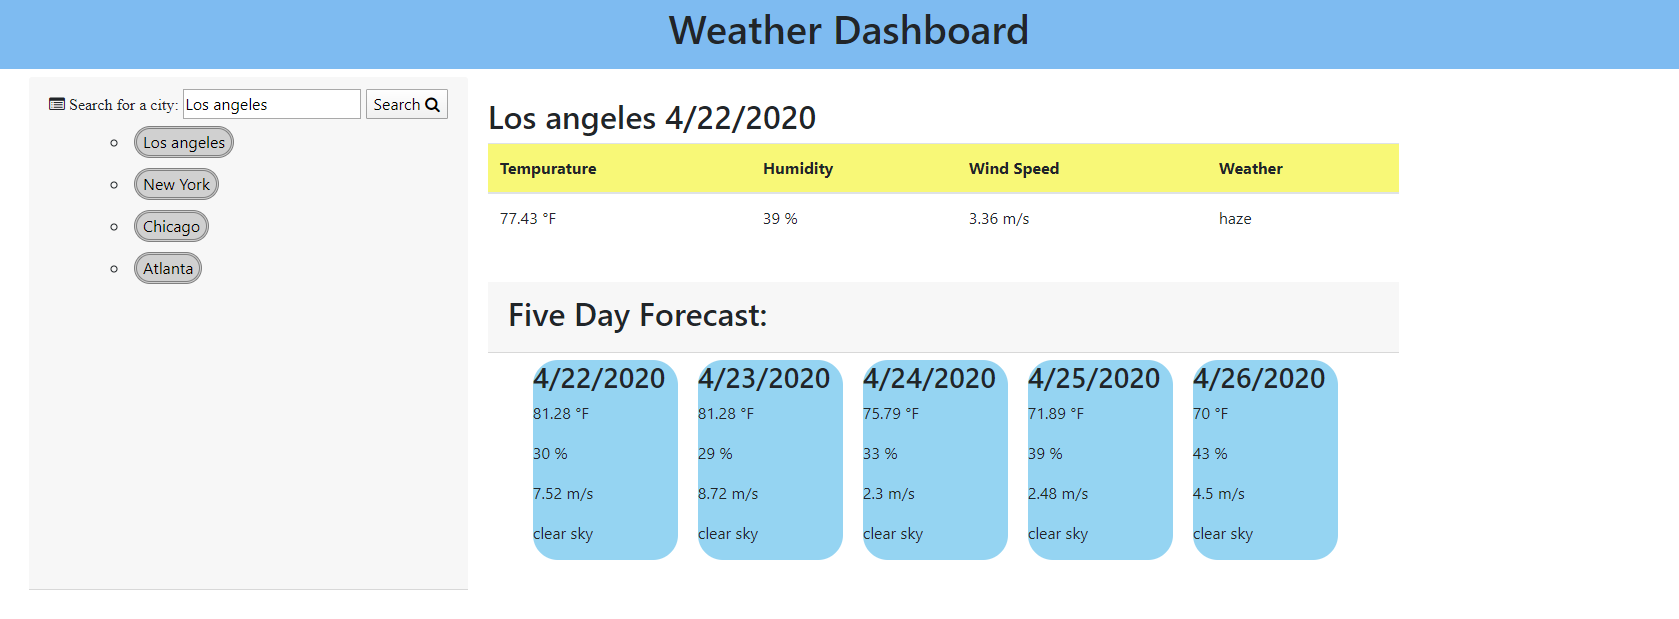 Weather Dashboard
Search for a city: Los angeles Search
Los angeles
New York
Chicago
Atlanta
Los angeles 4/22/2020
Tempurature Humidity Wind Speed Weather
77.43 °F 39 % 3.36 m/s haze
Five Day Forecast:
4/22/2020 4/23/2020 4/24/2020 4/25/2020 4/26/2020
81.28 °F 81.28 °F 75.79 °F 71.89 °F 70 °F
30 % 29 % 33 % 39 % 43 %
7.52 m/s 8.72 m/s 2.3 m/s 2.48 m/s 4.5 m/s
clear sky clear sky clear sky clear sky clear sky